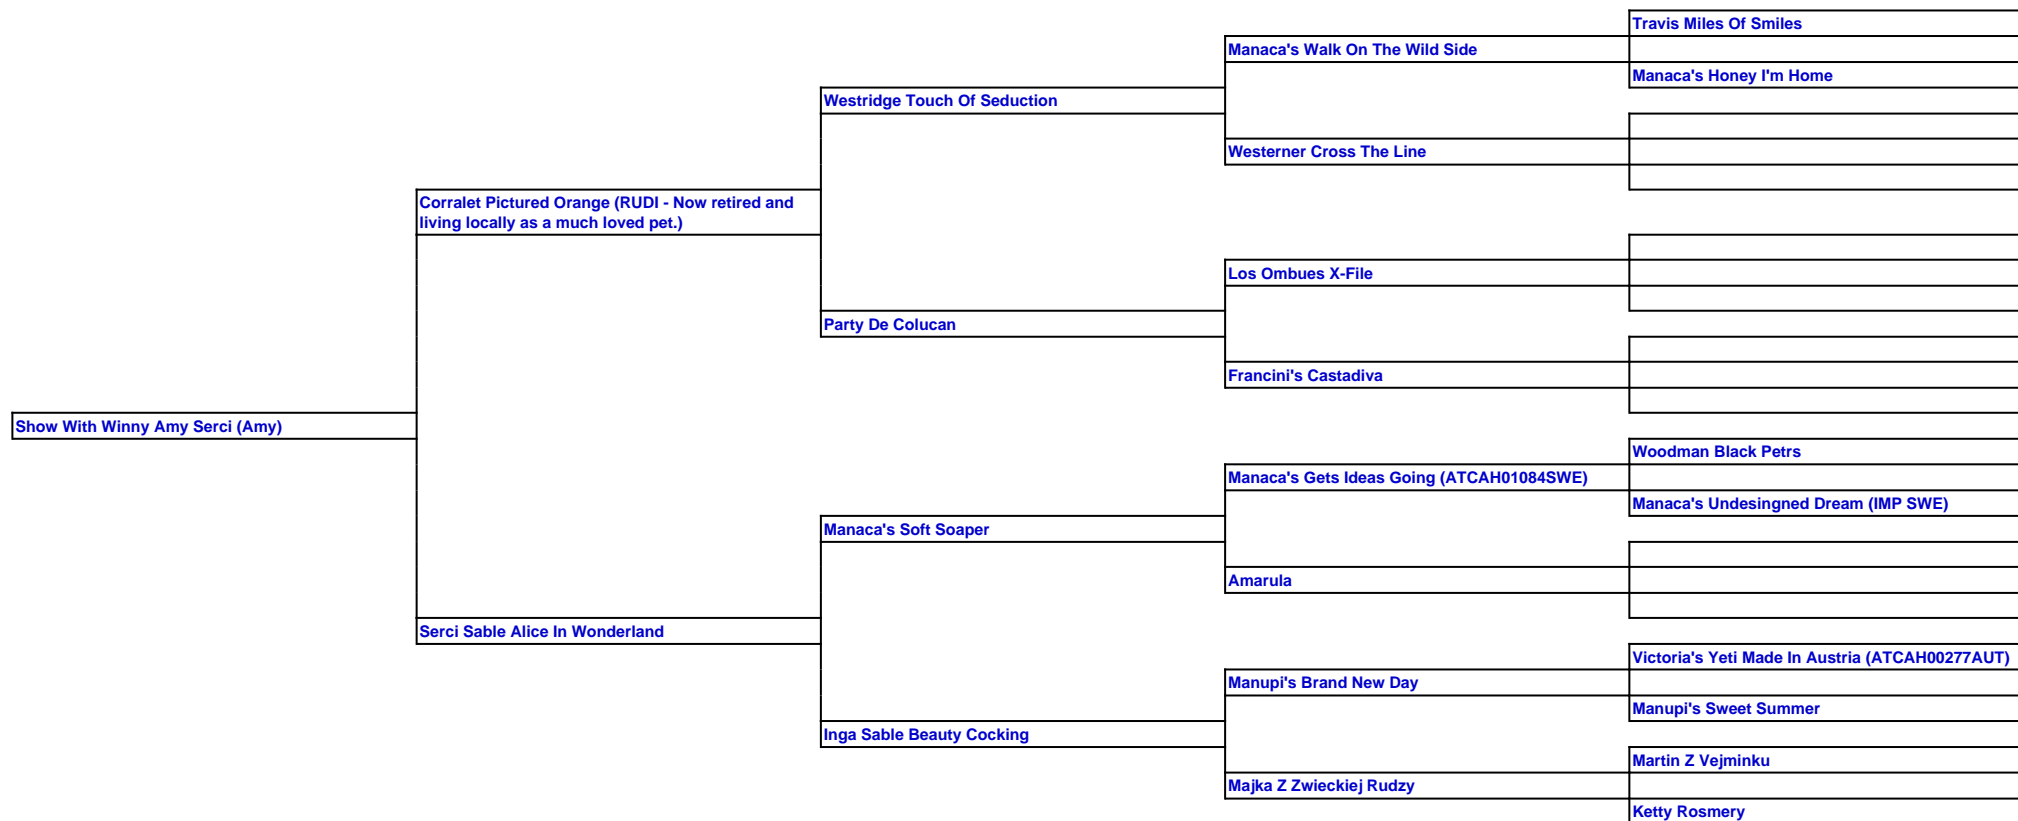 Travis Miles Of Smiles
Manaca's Walk On The Wild Side
Manaca's Honey I'm Home
Westridge Touch Of Seduction
Westerner Cross The Line
Corralet Pictured Orange (RUDI - Now retired and
living locally as a much loved pet.)
Los Ombues X-File
Party De Colucan
Francini's Castadiva
Show With Winny Amy Serci (Amy)
Woodman Black Petrs
Manaca's Gets Ideas Going (ATCAH01084SWE)
Manaca's Undesingned Dream (IMP SWE)
Manaca's Soft Soaper
Amarula
Serci Sable Alice In Wonderland
Victoria's Yeti Made In Austria (ATCAH00277AUT)
Manupi's Brand New Day
Manupi's Sweet Summer
Inga Sable Beauty Cocking
Martin Z Vejminku
Majka Z Zwieckiej Rudzy
Ketty Rosmery